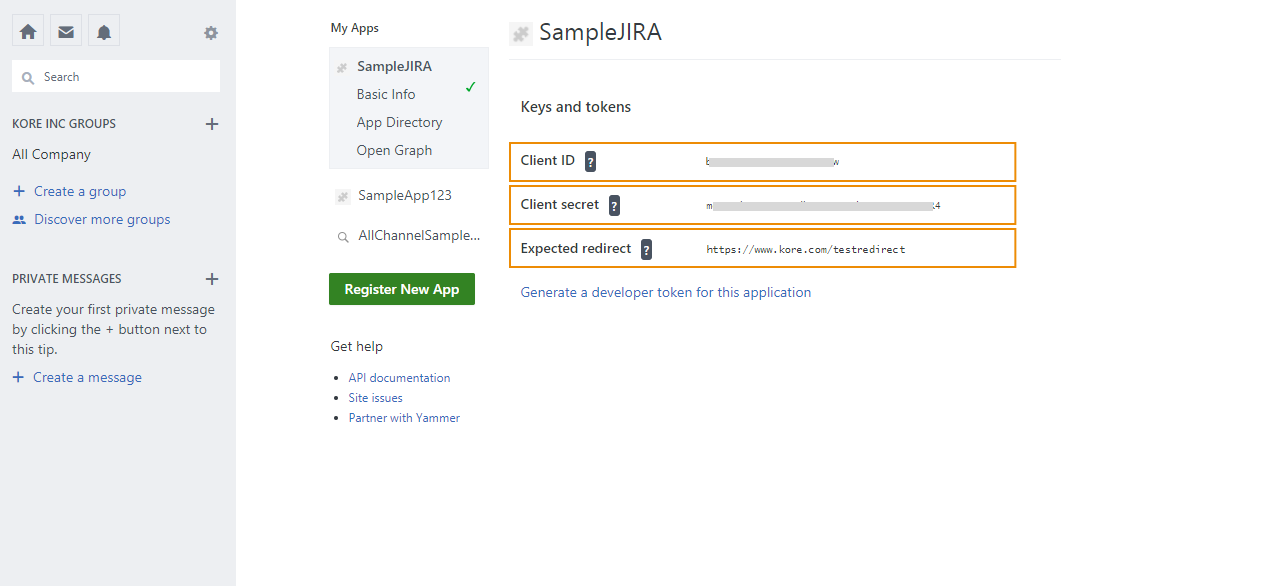 Search
KORE INC GROUPS
All Company
Create a group
Discover more groups
PRIVATE MESSAGES
Create your first private message
by clicking the + button next to
this tip.
Create a message
My Apps
SampleJIRA
Basic Info
App Directory
Open Graph
SampleApp123
AllChannelSample...
Register New App
Get help
API documentation
Site issues
Partner with Yammer
SampleJIRA
Keys and tokens
Client ID ?
Client secret ?
Expected redirect ? https://www.kore.com/testredirect
Generate a developer token for this application